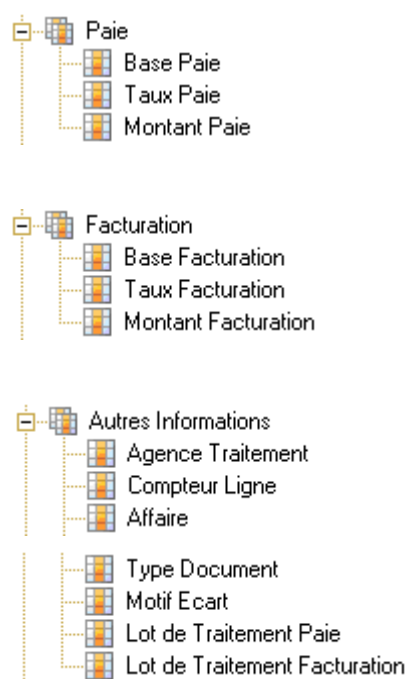 Paie
Base Paie
Taux Paie
Montant Paie
Facturation
Base Facturation
Taux Facturation
Montant Facturation
Autres Informations
Agence Traitement
Compteur Ligne
Affaire
Type Document
Motif Ecart
Lot de Traitement Paie
Lot de Traitement Facturation